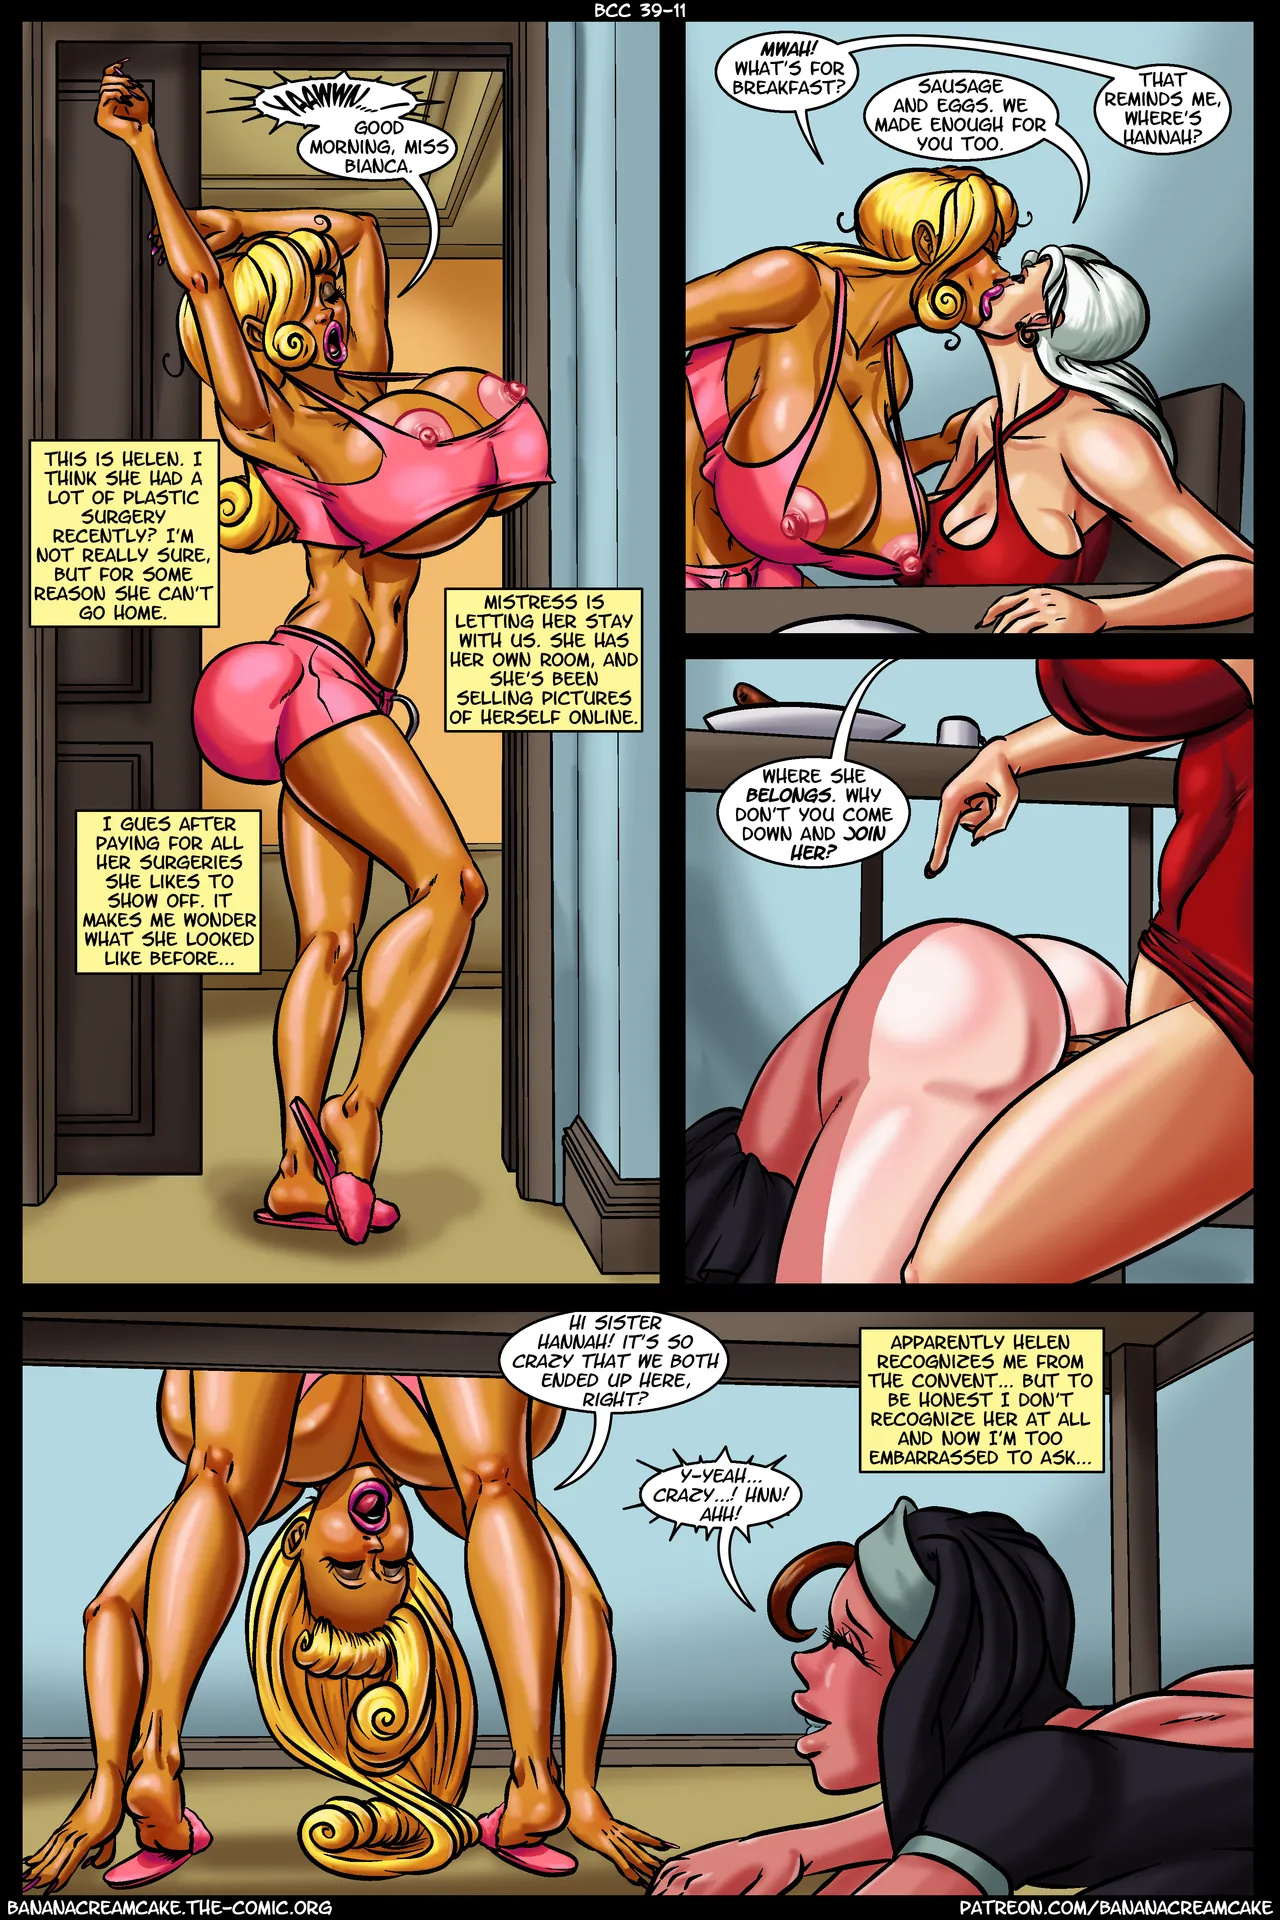 BCC 39-11
YAAWWN...!
GOOD
MORNING, MISS
BIANCA.
THIS IS HELEN. I
THINK SHE HAD A
LOT OF PLASTIC
SURGERY
RECENTLY? I'M
NOT REALLY SURE,
BUT FOR SOME
REASON SHE CAN'T
GO HOME.
MISTRESS IS
LETTING HER STAY
WITH US. SHE HAS
HER OWN ROOM, AND
SHE'S BEEN
SELLING PICTURES
OF HERSELF ONLINE.
I GUES AFTER
PAYING FOR ALL
HER SURGERIES
SHE LIKES TO
SHOW OFF. IT
MAKES ME WONDER
WHAT SHE LOOKED
LIKE BEFORE...
MWAH!
WHAT'S FOR
BREAKFAST?
SAUSAGE
AND EGGS. WE
MADE ENOUGH FOR
YOU TOO.
THAT
REMINDS ME,
WHERE'S
HANNAH?
WHERE SHE
BELONGS. WHY
DON'T YOU COME
DOWN AND JOIN
HER?
HI SISTER
HANNAH! IT'S SO
CRAZY THAT WE BOTH
ENDED UP HERE,
RIGHT?
Y-YEAH...
CRAZY...! HNN!
AHH!
APPARENTLY HELEN
RECOGNIZES ME FROM
THE CONVENT... BUT TO
BE HONEST I DON'T
RECOGNIZE HER AT ALL
AND NOW I'M TOO
EMBARRASSED TO ASK...
BANANACREAMCAKE.THE-COMIC.ORG
PATREON.COM/BANANACREAMCAKE